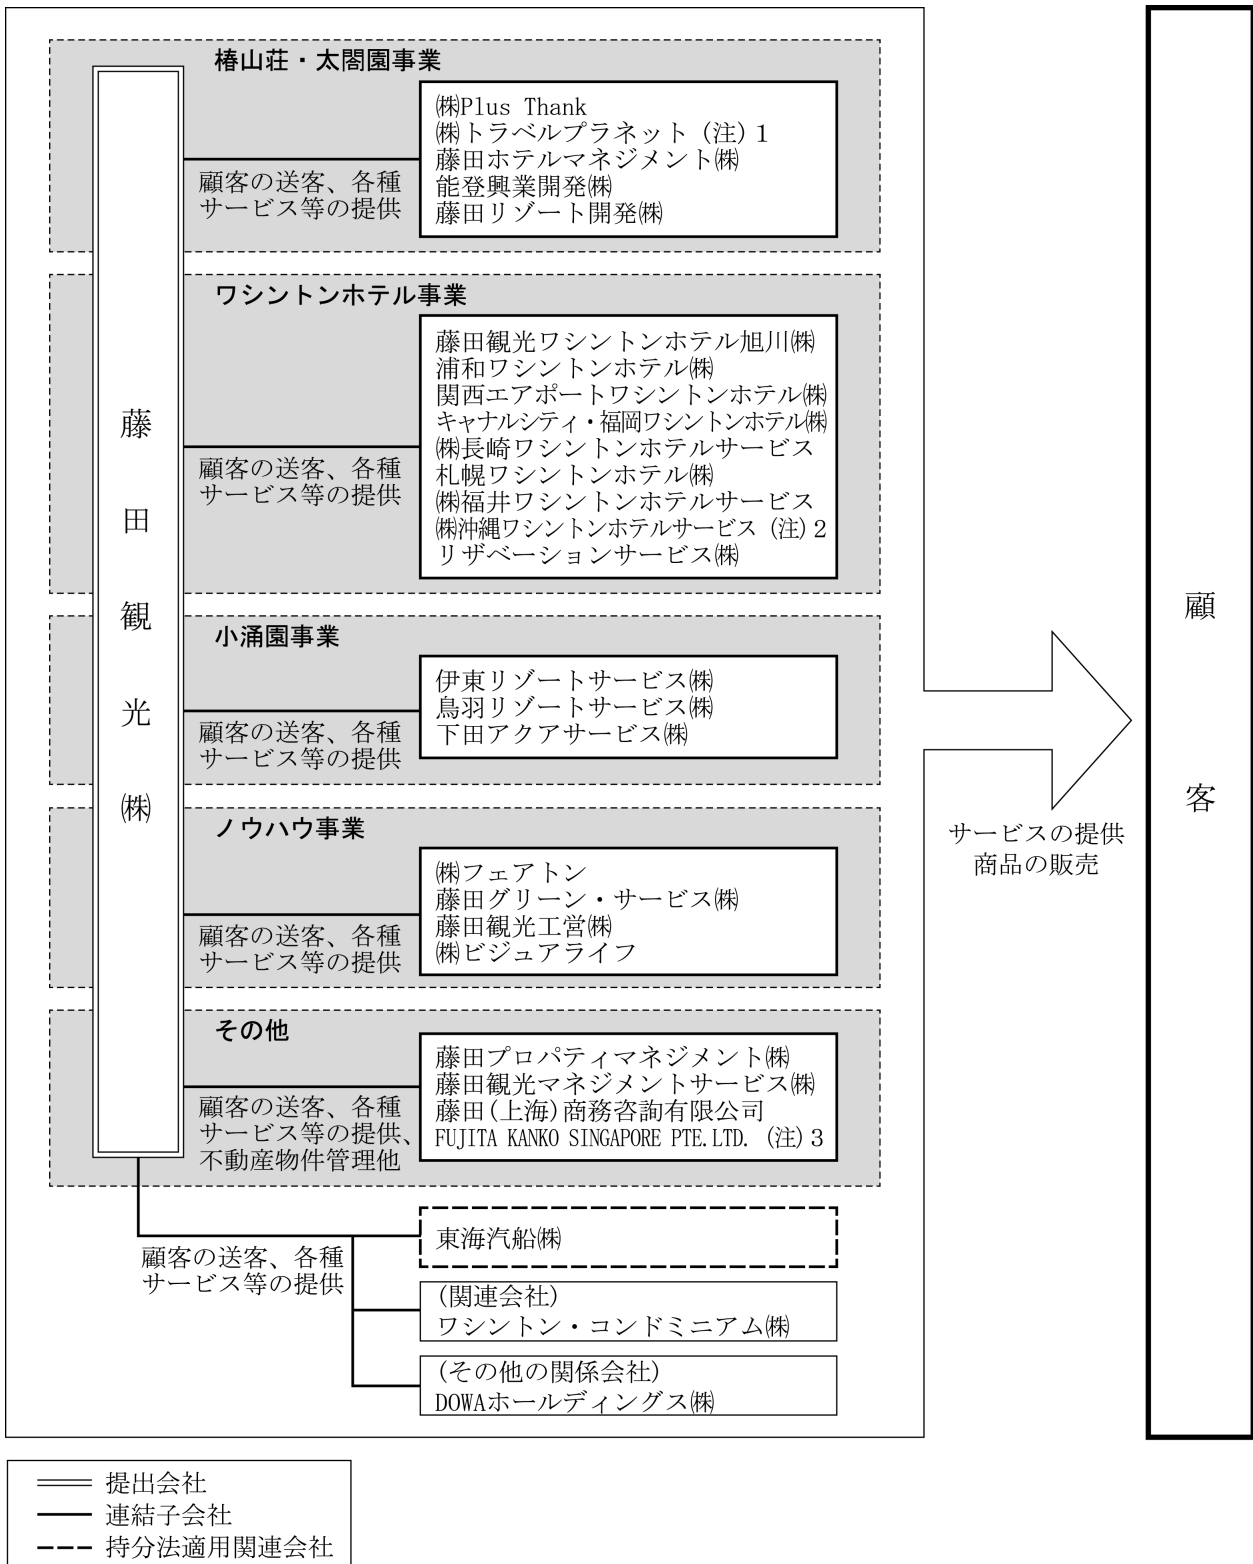 椿山荘・太閤園事業
㈱Plus Thank
㈱トラベルプラネット（注）1
藤田ホテルマネジメント㈱
能登興業開発㈱
藤田リゾート開発㈱
顧客の送客、各種
サービス等の提供
ワシントンホテル事業
藤田観光ワシントンホテル旭川㈱
浦和ワシントンホテル㈱
関西エアポートワシントンホテル㈱
キャナルシティ・福岡ワシントンホテル㈱
㈱長崎ワシントンホテルサービス
札幌ワシントンホテル㈱
㈱福井ワシントンホテルサービス
㈱沖縄ワシントンホテルサービス（注）2
リザベーションサービス㈱
顧客の送客、各種
サービス等の提供
小涌園事業
伊東リゾートサービス㈱
鳥羽リゾートサービス㈱
下田アクアサービス㈱
顧客の送客、各種
サービス等の提供
ノウハウ事業
㈱フェアトン
藤田グリーン・サービス㈱
藤田観光工営㈱
㈱ビジュアライフ
顧客の送客、各種
サービス等の提供
その他
藤田プロパティマネジメント㈱
藤田観光マネジメントサービス㈱
藤田(上海)商務咨詢有限公司
FUJITA KANKO SINGAPORE PTE.LTD.（注）3
顧客の送客、各種
サービス等の提供、
不動産物件管理他
藤田観光㈱
東海汽船㈱
顧客の送客、各種
サービス等の提供
(関連会社)
ワシントン・コンドミニアム㈱
(その他の関係会社)
DOWAホールディングス㈱
サービスの提供
商品の販売
顧客
提出会社
連結子会社
持分法適用関連会社